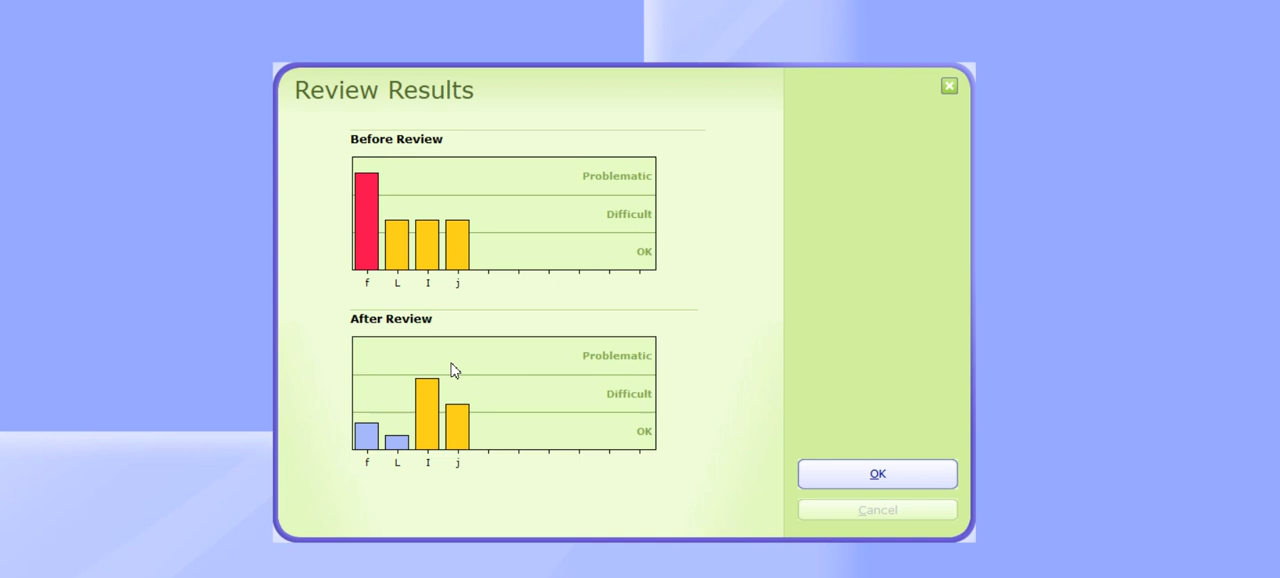 Review Results
Before Review
Problematic
Difficult
OK
f L I j
After Review
Problematic
Difficult
OK
f L I j
OK
Cancel